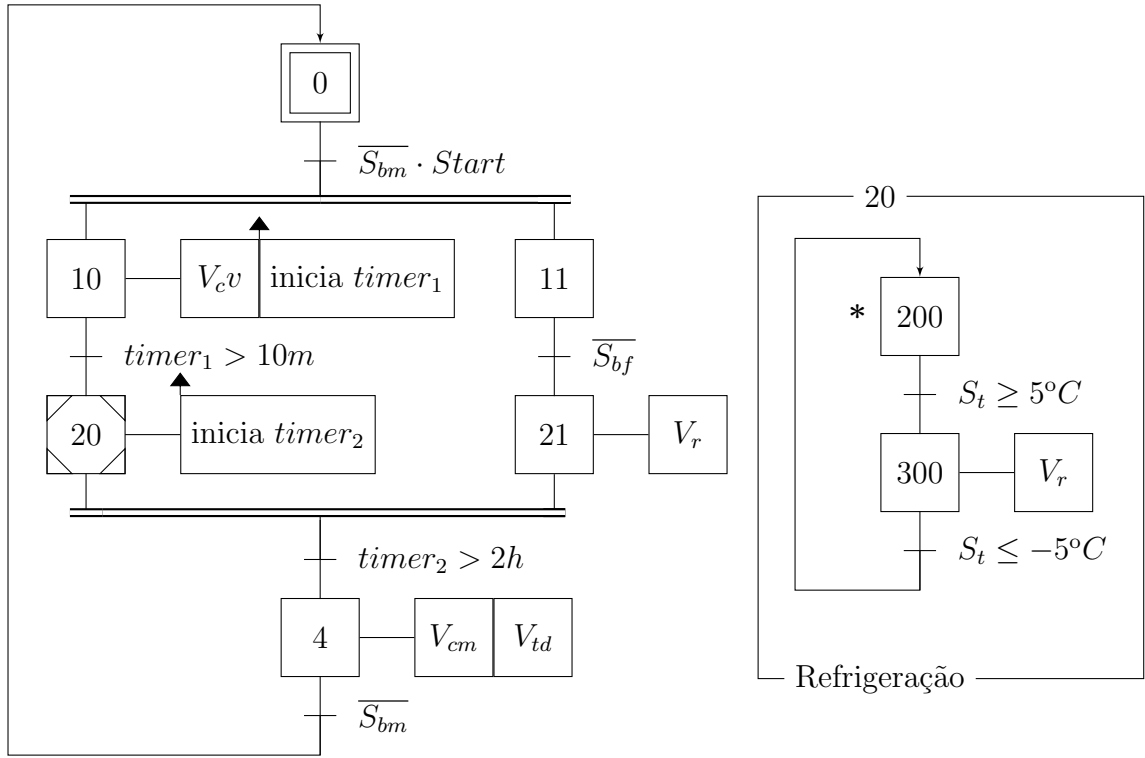 0
$\overline{S_{bm}} \cdot Start$
10
$V_cv$
inicia $timer_1$
11
$timer_1 > 10m$
$\overline{S_{bf}}$
20
inicia $timer_2$
21
$V_r$
$timer_2 > 2h$
4
$V_{cm}$
$V_{td}$
$\overline{S_{bm}}$
20
*
200
$S_t \geq 5ºC$
300
$V_r$
$S_t \leq -5ºC$
Refrigeração